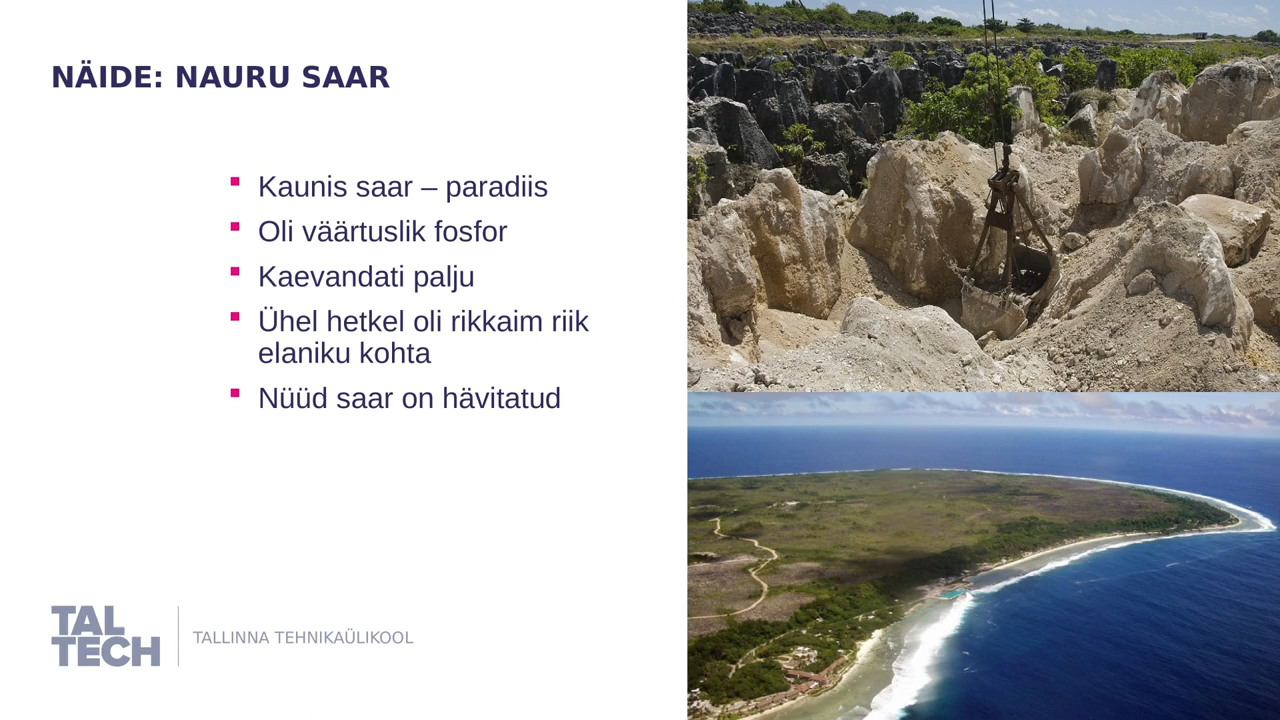 NÄIDE: NAURU SAAR
Kaunis saar – paradiis
Oli väärtuslik fosfor
Kaevandati palju
Ühel hetkel oli rikkaim riik
elaniku kohta
Nüüd saar on hävitatud
TAL
TECH
TALLINNA TEHNIKAÜLIKOOL